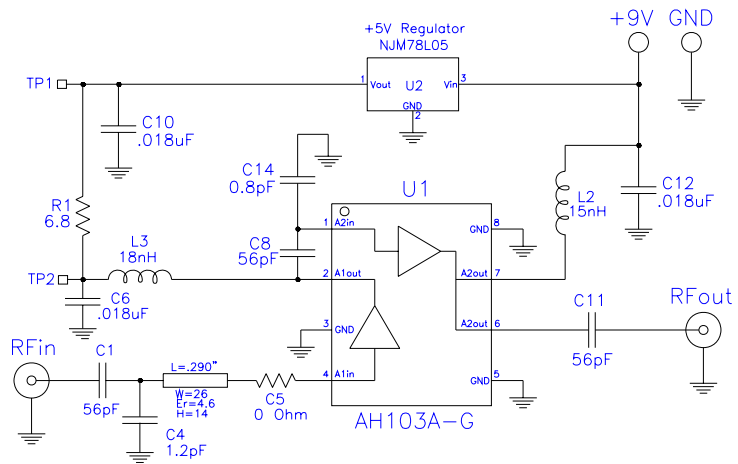 +9V GND
+5V Regulator
NJM78L05
TP1
1
Vout
U2
Vin
3
GND
2
C10
.018uF
C14
0.8pF
U1
L2
15nH
C12
.018uF
R1
6.8
L3
18nH
C8
56pF
1
A2in
GND
8
TP2
2
A1out
A2out
7
C6
.018uF
3
GND
A2out
6
C11
56pF
RFout
RFin
C1
56pF
L=.290"
W=26
Er=4.6
H=14
C5
0 Ohm
4
A1in
GND
5
C4
1.2pF
AH103A-G